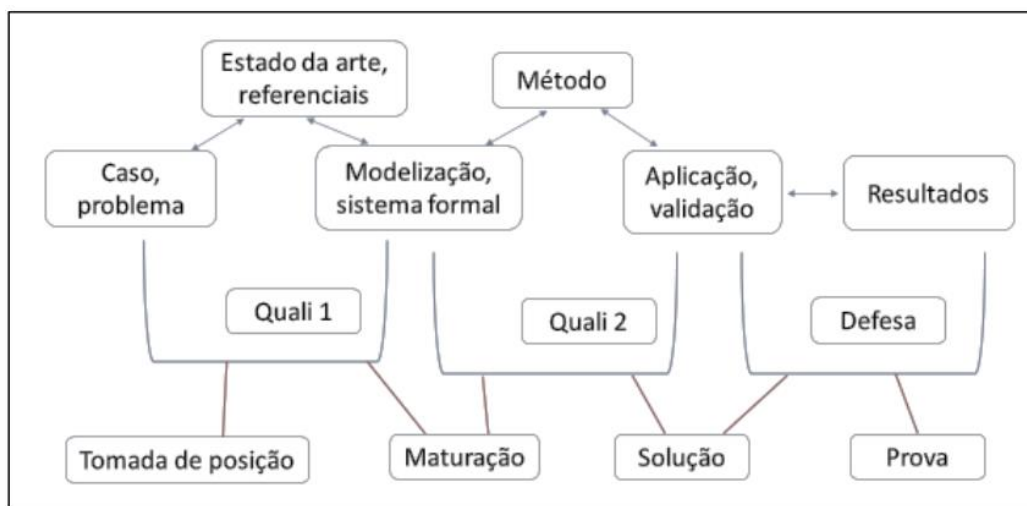 Estado da arte,
referenciais
Método
Caso,
problema
Modelização,
sistema formal
Aplicação,
validação
Resultados
Quali 1
Quali 2
Defesa
Tomada de posição
Maturação
Solução
Prova